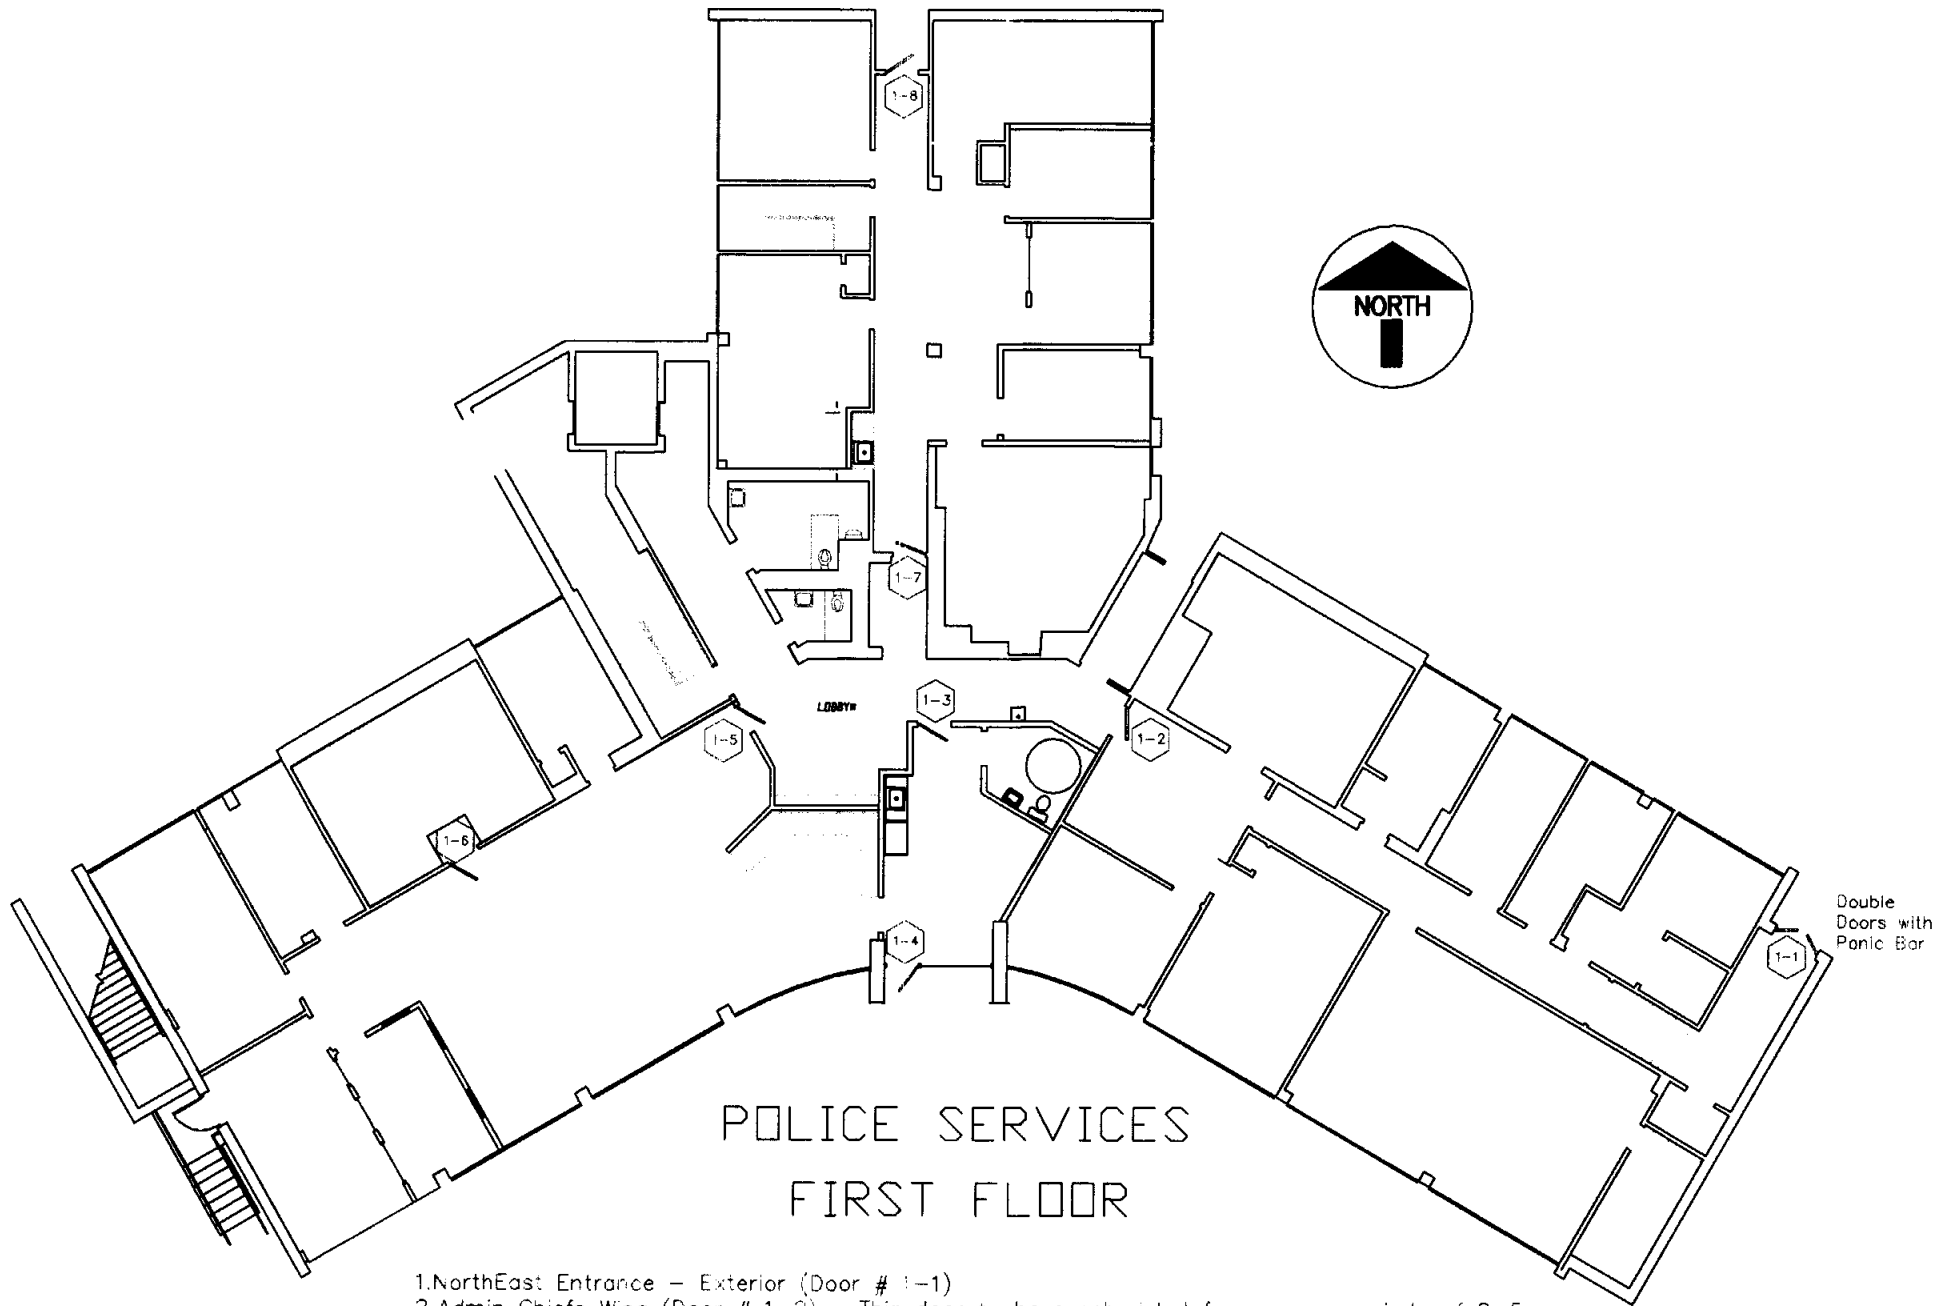 1-8
NORTH
1-7
1-3
LOBBY
1-5
1-2
1-6
1-4
1-1
Double
Doors with
Panic Bar
POLICE SERVICES
FIRST FLOOR
1.NorthEast Entrance - Exterior (Door # 1-1)